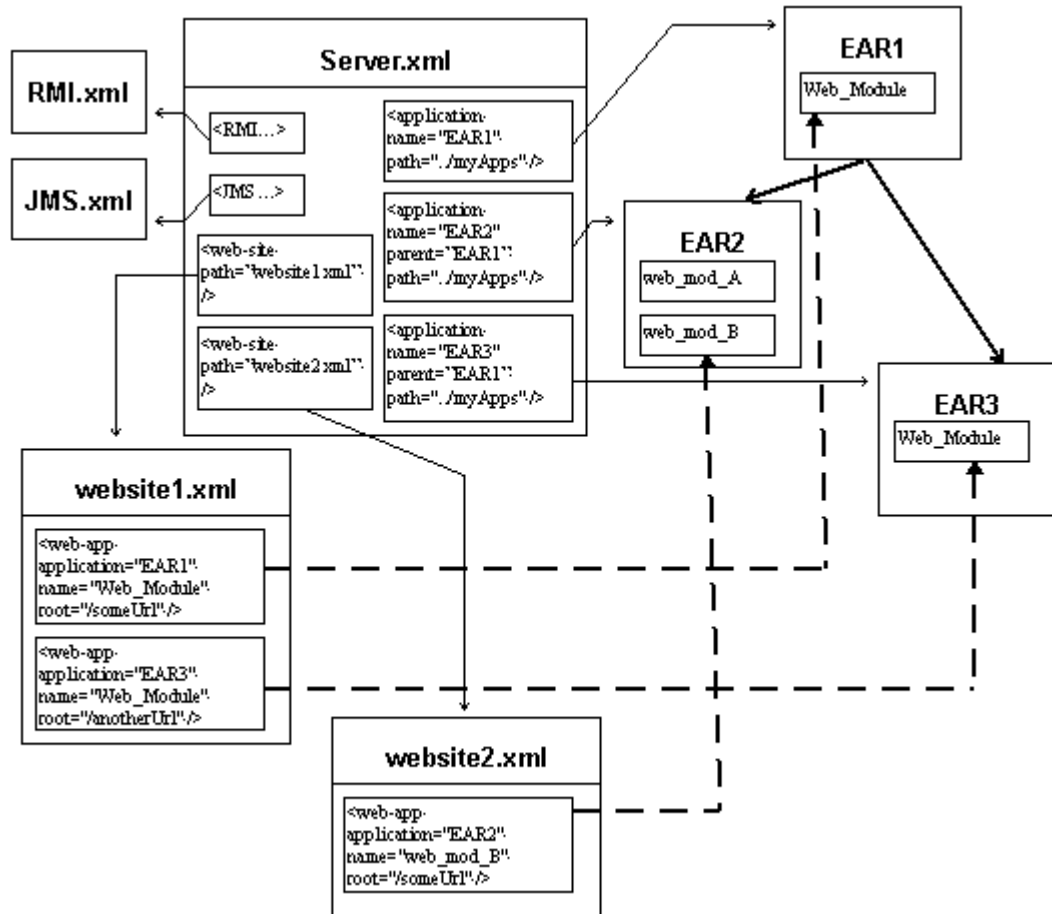 Server.xml
RMI.xml
JMS.xml
<RMI...>
<JMS ...>
<web-site
path="website1.xml"
/>
<web-site
path="website2.xml"
/>
<application
name="EAR1"
path="../myApps" />
<application
name="EAR2"
parent="EAR1"
path="../myApps" />
<application
name="EAR3"
parent="EAR1"
path="../myApps" />
EAR1
Web_Module
EAR2
web_mod_A
web_mod_B
EAR3
Web_Module
website1.xml
<web-app
application="EAR1"
name="Web_Module"
root="/someUrl" />
<web-app
application="EAR3"
name="Web_Module"
root="/anotherUrl" />
website2.xml
<web-app
application="EAR2"
name="web_mod_B"
root="/someUrl" />